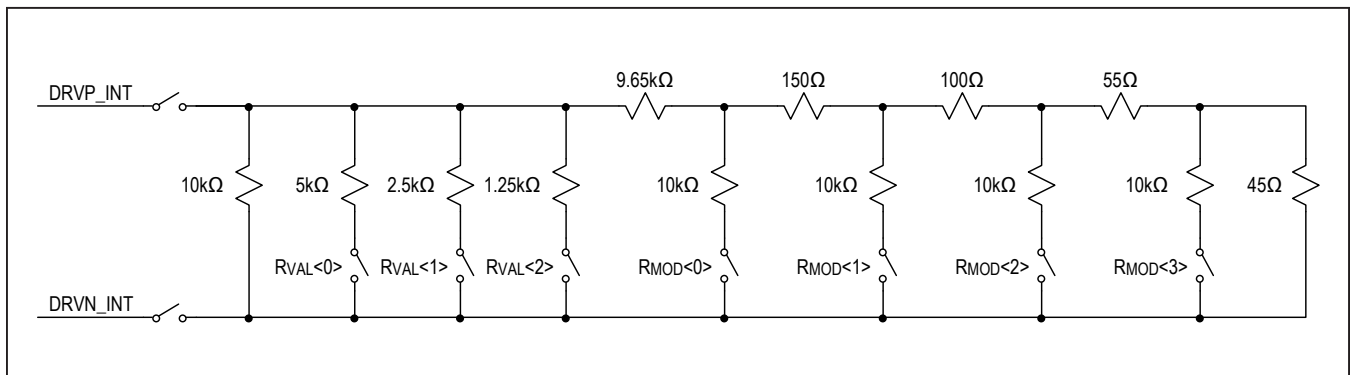 9.65kΩ 150Ω 100Ω 55Ω
DRVP_INT
10kΩ 5kΩ 2.5kΩ 1.25kΩ 10kΩ 10kΩ 10kΩ 10kΩ 45Ω
RVAL<0> RVAL<1> RVAL<2> RMOD<0> RMOD<1> RMOD<2> RMOD<3>
DRVN_INT